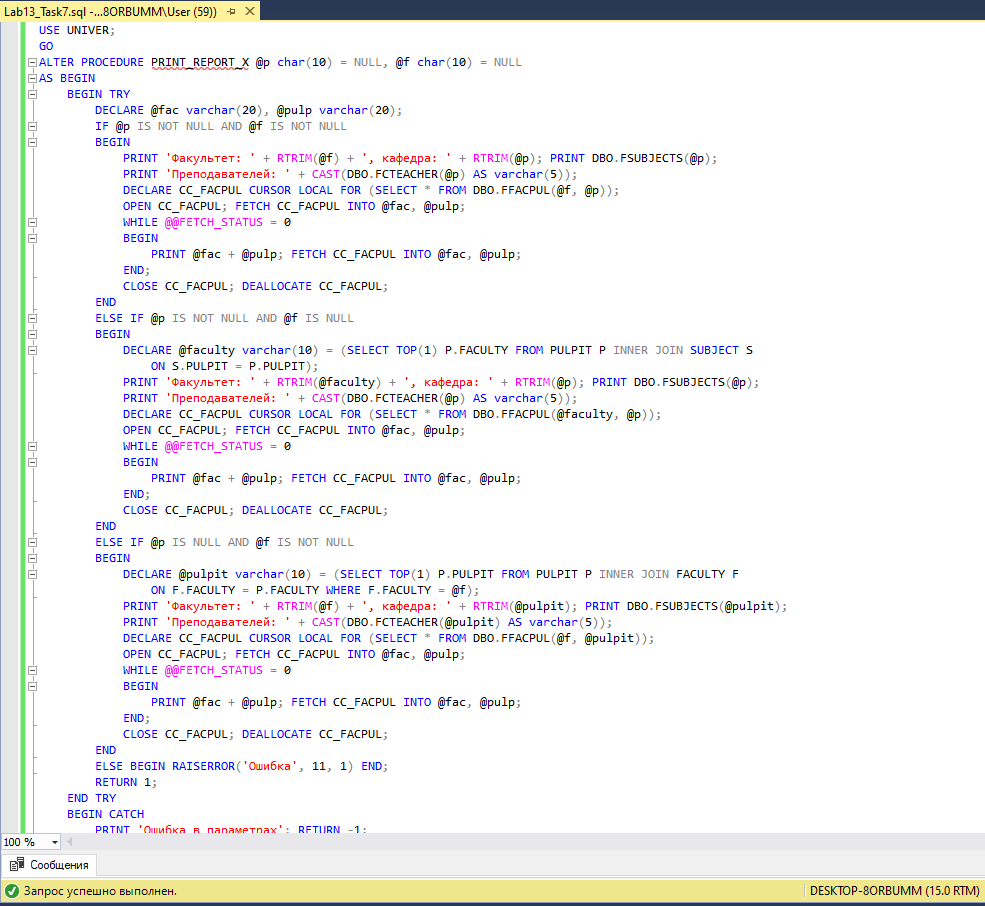 Lab13_Task7.sql -...8ORBUMM\User (59))
USE UNIVER;
GO
ALTER PROCEDURE PRINT_REPORT_X @p char(10) = NULL, @f char(10) = NULL
AS BEGIN
BEGIN TRY
DECLARE @fac varchar(20), @pulp varchar(20);
IF @p IS NOT NULL AND @f IS NOT NULL
BEGIN
PRINT 'Факультет: ' + RTRIM(@f) + ', кафедра: ' + RTRIM(@p); PRINT DBO.FSUBJECTS(@p);
PRINT 'Преподавателей: ' + CAST(DBO.FCTEACHER(@p) AS varchar(5));
DECLARE CC_FACPUL CURSOR LOCAL FOR (SELECT * FROM DBO.FFACPUL(@f, @p));
OPEN CC_FACPUL; FETCH CC_FACPUL INTO @fac, @pulp;
WHILE @@FETCH_STATUS = 0
BEGIN
PRINT @fac + @pulp; FETCH CC_FACPUL INTO @fac, @pulp;
END;
CLOSE CC_FACPUL; DEALLOCATE CC_FACPUL;
END
ELSE IF @p IS NOT NULL AND @f IS NULL
BEGIN
DECLARE @faculty varchar(10) = (SELECT TOP(1) P.FACULTY FROM PULPIT P INNER JOIN SUBJECT S
ON S.PULPIT = P.PULPIT);
PRINT 'Факультет: ' + RTRIM(@faculty) + ', кафедра: ' + RTRIM(@p); PRINT DBO.FSUBJECTS(@p);
PRINT 'Преподавателей: ' + CAST(DBO.FCTEACHER(@p) AS varchar(5));
DECLARE CC_FACPUL CURSOR LOCAL FOR (SELECT * FROM DBO.FFACPUL(@faculty, @p));
OPEN CC_FACPUL; FETCH CC_FACPUL INTO @fac, @pulp;
WHILE @@FETCH_STATUS = 0
BEGIN
PRINT @fac + @pulp; FETCH CC_FACPUL INTO @fac, @pulp;
END;
CLOSE CC_FACPUL; DEALLOCATE CC_FACPUL;
END
ELSE IF @p IS NULL AND @f IS NOT NULL
BEGIN
DECLARE @pulpit varchar(10) = (SELECT TOP(1) P.PULPIT FROM PULPIT P INNER JOIN FACULTY F
ON F.FACULTY = P.FACULTY WHERE F.FACULTY = @f);
PRINT 'Факультет: ' + RTRIM(@f) + ', кафедра: ' + RTRIM(@pulpit); PRINT DBO.FSUBJECTS(@pulpit);
PRINT 'Преподавателей: ' + CAST(DBO.FCTEACHER(@pulpit) AS varchar(5));
DECLARE CC_FACPUL CURSOR LOCAL FOR (SELECT * FROM DBO.FFACPUL(@f, @pulpit));
OPEN CC_FACPUL; FETCH CC_FACPUL INTO @fac, @pulp;
WHILE @@FETCH_STATUS = 0
BEGIN
PRINT @fac + @pulp; FETCH CC_FACPUL INTO @fac, @pulp;
END;
CLOSE CC_FACPUL; DEALLOCATE CC_FACPUL;
END
ELSE BEGIN RAISERROR('Ошибка', 11, 1) END;
RETURN 1;
END TRY
BEGIN CATCH
PRINT 'Ошибка в параметрах'; RETURN -1;
100 %
Сообщения
Запрос успешно выполнен.
DESKTOP-8ORBUMM (15.0 RTM)